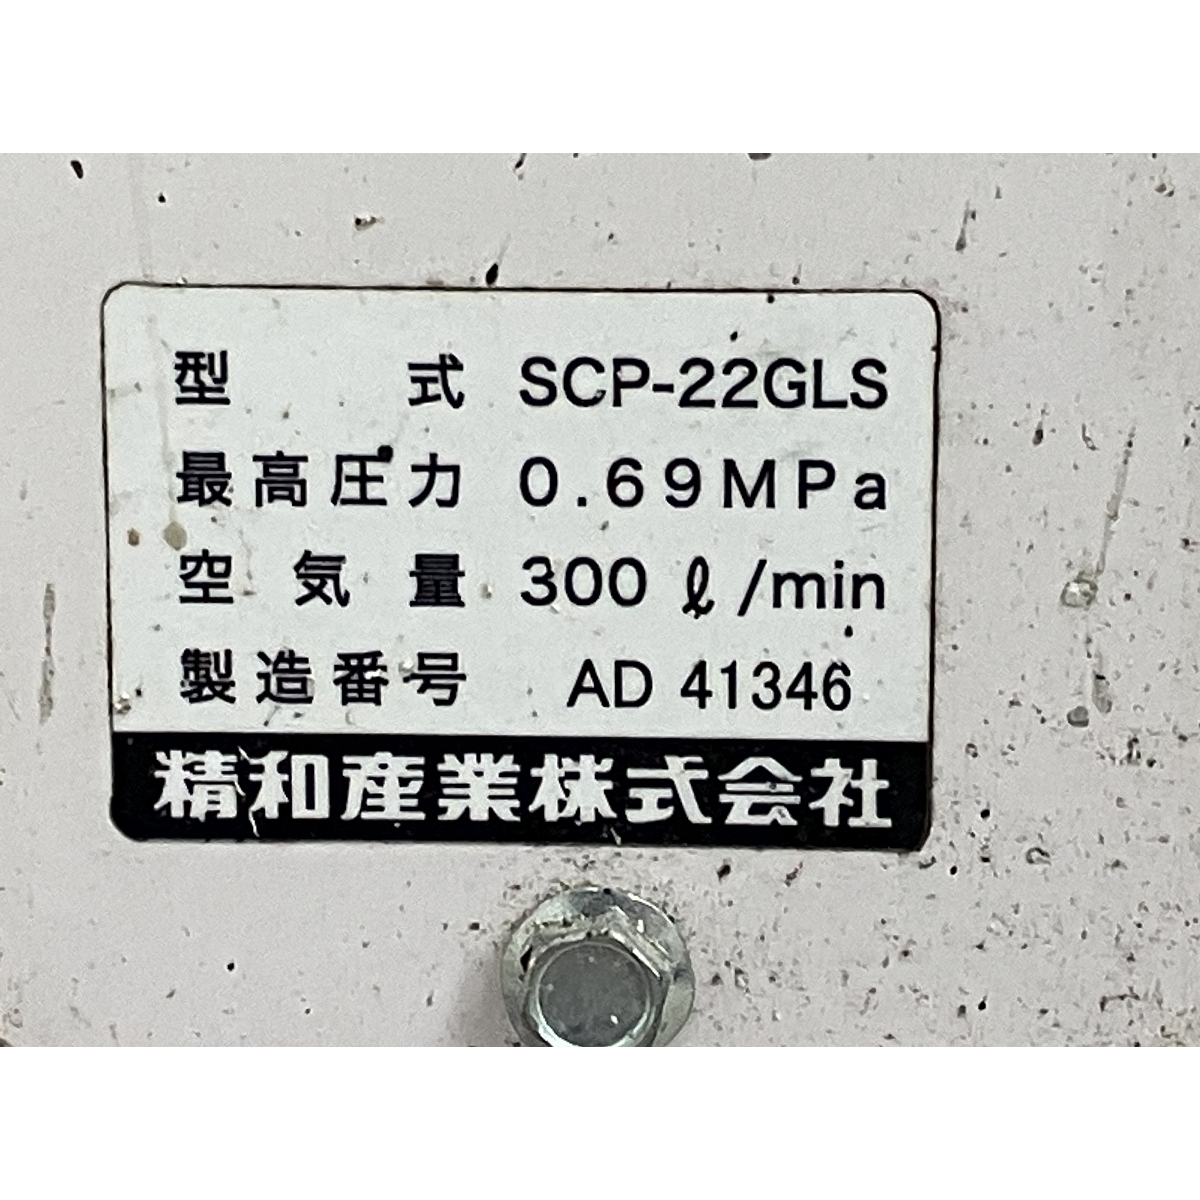 型式 SCP-22GLS
最高圧力 0.69MPa
空気量 300ℓ/min
製造番号 AD 41346
精和産業株式会社